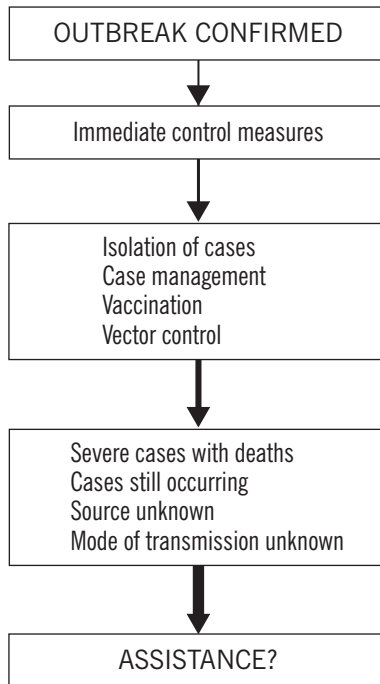 OUTBREAK CONFIRMED
Immediate control measures
Isolation of cases
Case management
Vaccination
Vector control
Severe cases with deaths
Cases still occurring
Source unknown
Mode of transmission unknown
ASSISTANCE?